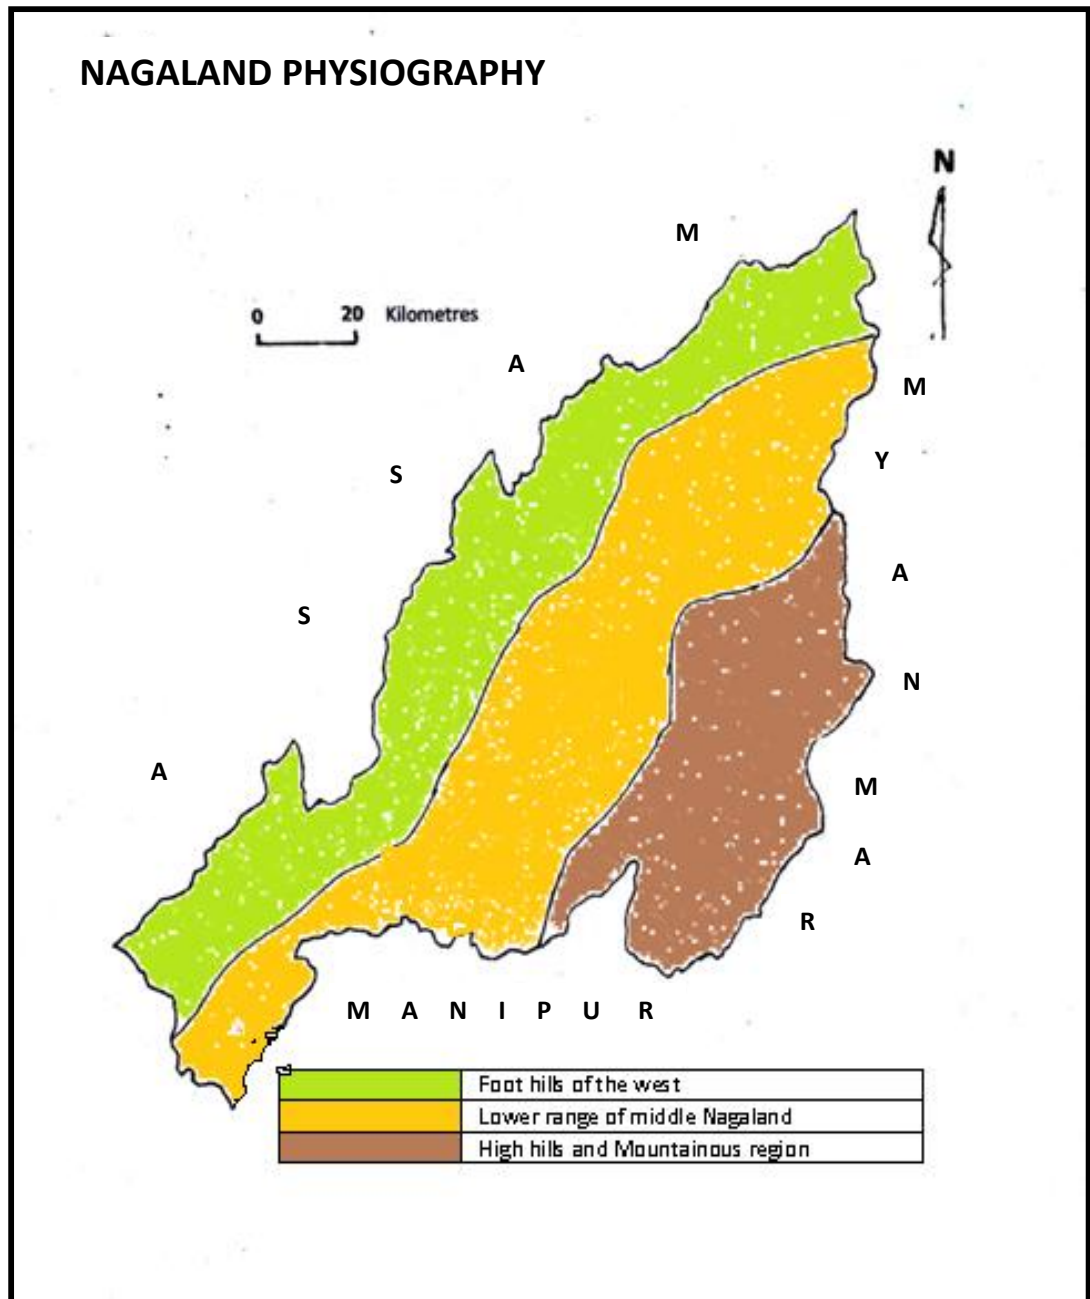 NAGALAND PHYSIOGRAPHY
N
0 20 Kilometres
A S S A M
M Y A N M A R
M A N I P U R
Foot hills of the west
Lower range of middle Nagaland
High hills and Mountainous region